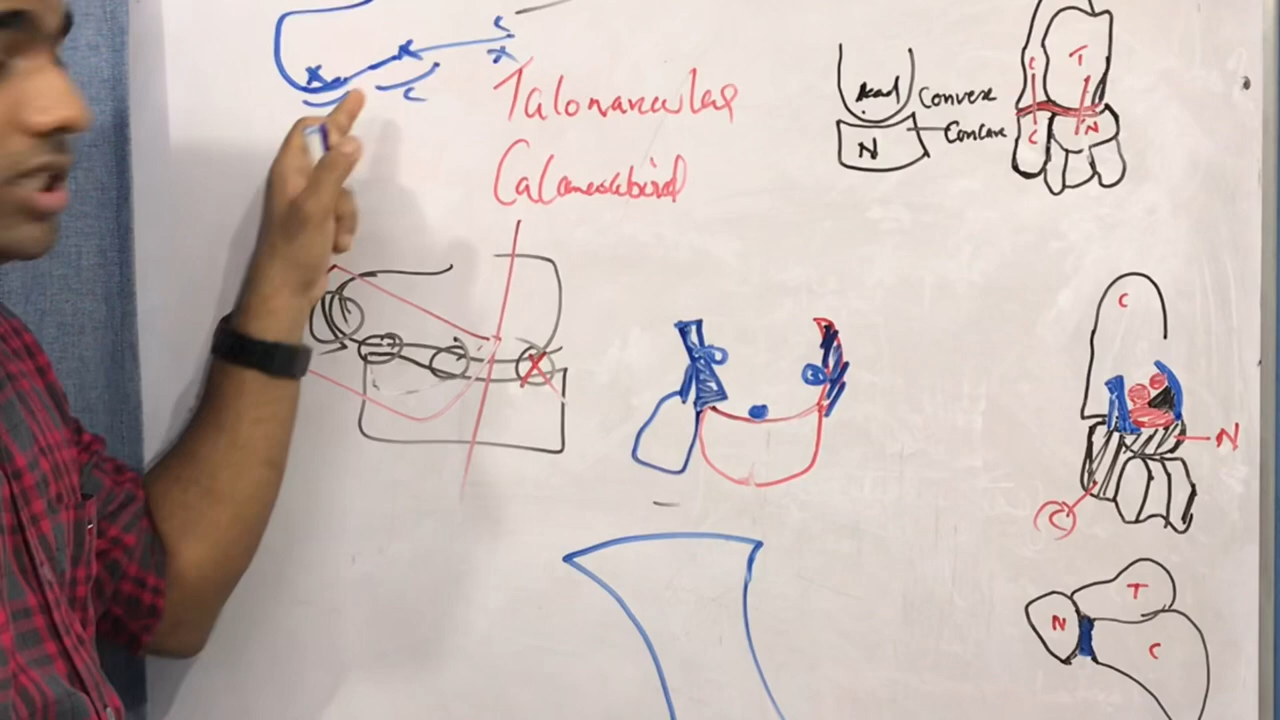 C
X
X
X
C
Talonavicular
Calcaneocuboid
Head
Convex
N
Concave
C
T
C
N
C
N
C
T
N
C